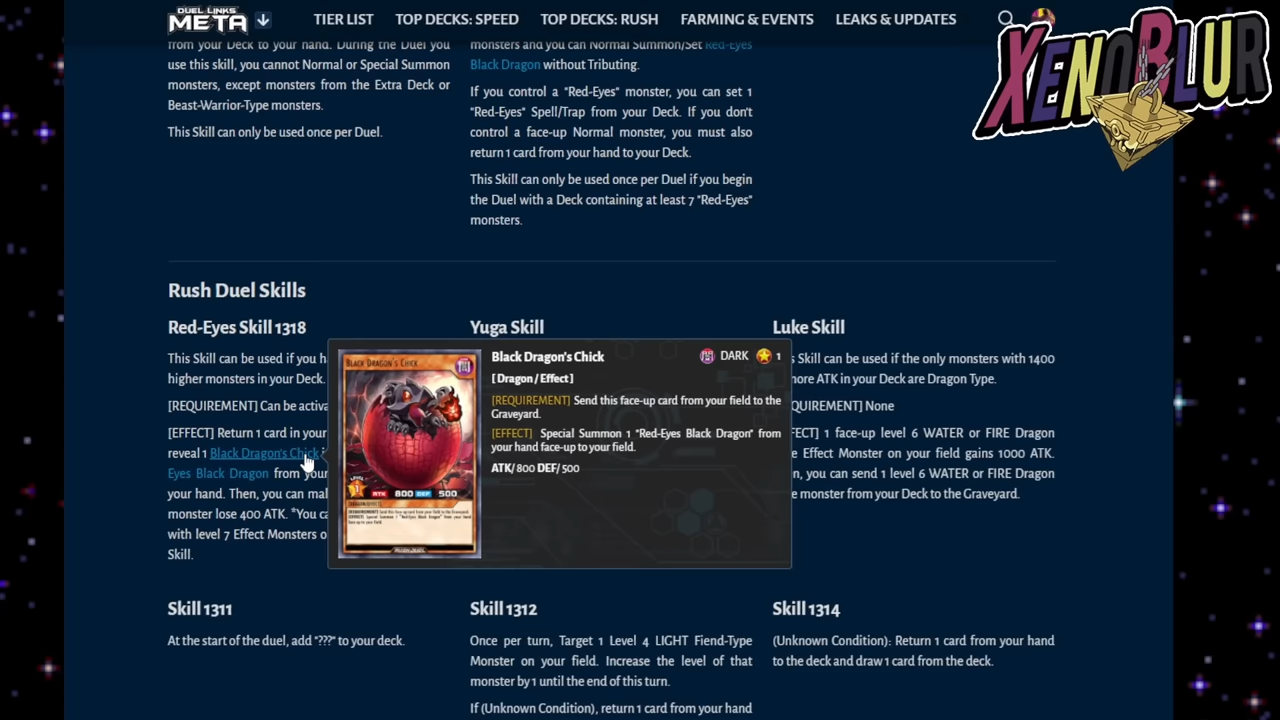 DUEL LINKS
META
TIER LIST
TOP DECKS: SPEED
TOP DECKS: RUSH
FARMING & EVENTS
LEAKS & UPDATES
XENOBLUR
from your Deck to your hand. During the Duel you
use this skill, you cannot Normal or Special Summon
monsters, except monsters from the Extra Deck or
Beast-Warrior-Type monsters.
This Skill can only be used once per Duel.
monsters and you can Normal Summon/Set Red-Eyes
Black Dragon without Tributing.
If you control a "Red-Eyes" monster, you can set 1
"Red-Eyes" Spell/Trap from your Deck. If you don't
control a face-up Normal monster, you must also
return 1 card from your hand to your Deck.
This Skill can only be used once per Duel if you begin
the Duel with a Deck containing at least 7 "Red-Eyes"
monsters.
Rush Duel Skills
Red-Eyes Skill 1318
This Skill can be used if you h
higher monsters in your Deck.
[REQUIREMENT] Can be activa
[EFFECT] Return 1 card in your
reveal 1 Black Dragon's Chick
Eyes Black Dragon from your
your hand. Then, you can mal
monster lose 400 ATK. *You ca
with level 7 Effect Monsters o
Skill.
Yuga Skill
BLACK DRAGON'S CHICK
LEVEL
1
ATK 800 DEF 500
Black Dragon's Chick
DARK
1
[ Dragon / Effect ]
[REQUIREMENT] Send this face-up card from your field to the
Graveyard.
[EFFECT] Special Summon 1 "Red-Eyes Black Dragon" from
your hand face-up to your field.
ATK/ 800 DEF/ 500
Luke Skill
s Skill can be used if the only monsters with 1400
nore ATK in your Deck are Dragon Type.
QUIREMENT] None
ECT] 1 face-up level 6 WATER or FIRE Dragon
e Effect Monster on your field gains 1000 ATK.
n, you can send 1 level 6 WATER or FIRE Dragon
e monster from your Deck to the Graveyard.
Skill 1311
At the start of the duel, add "???" to your deck.
Skill 1312
Once per turn, Target 1 Level 4 LIGHT Fiend-Type
Monster on your field. Increase the level of that
monster by 1 until the end of this turn.
If (Unknown Condition), return 1 card from your hand
Skill 1314
(Unknown Condition): Return 1 card from your hand
to the deck and draw 1 card from the deck.